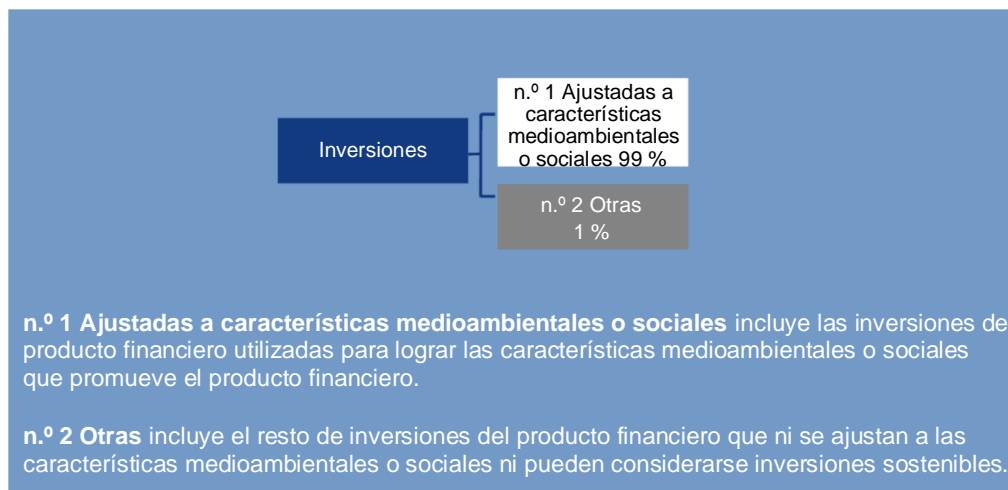 Inversiones
n.º 1 Ajustadas a
características
medioambientales
o sociales 99 %
n.º 2 Otras
1 %
n.º 1 Ajustadas a características medioambientales o sociales incluye las inversiones de
producto financiero utilizadas para lograr las características medioambientales o sociales
que promueve el producto financiero.
n.º 2 Otras incluye el resto de inversiones del producto financiero que ni se ajustan a las
características medioambientales o sociales ni pueden considerarse inversiones sostenibles.